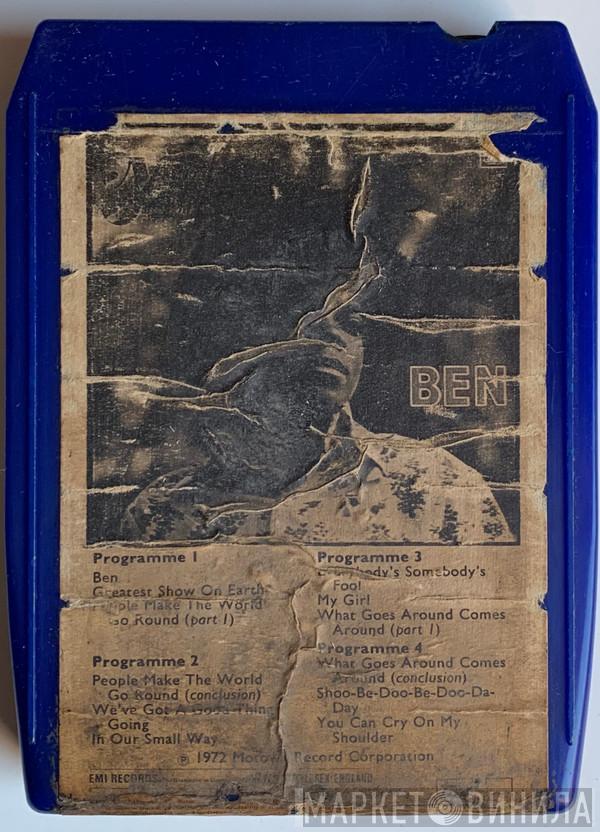 BEN
Programme 1
Ben
Greatest Show On Earth
People Make The World
Go Round (part 1)
Programme 2
People Make The World
Go Round (conclusion)
We've Got A Good Thing
Going
In Our Small Way
Programme 3
Everybody's Somebody's
Fool
My Girl
What Goes Around Comes
Around (part 1)
Programme 4
What Goes Around Comes
Around (conclusion)
Shoo-Be-Doo-Be-Doo-Da-
Day
You Can Cry On My
Shoulder
℗ 1972 Motown Record Corporation
EMI RECORDS ENGLAND
МАРКЕТ ВИНИЛА